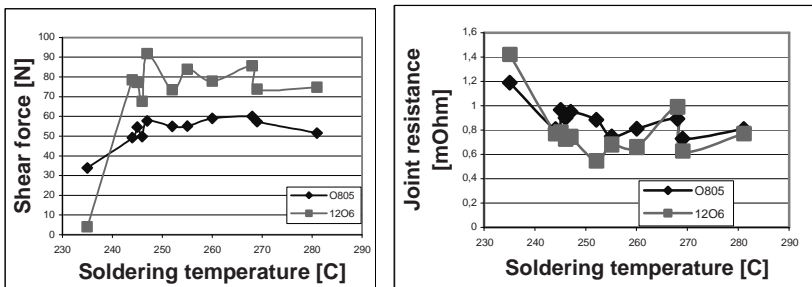 Shear force [N]
100
90
80
70
60
50
40
30
20
10
0
O805
12O6
230 240 250 260 270 280 290
Soldering temperature [C]
Joint resistance
[mOhm]
1,6
1,4
1,2
1
0,8
0,6
0,4
0,2
0
O805
12O6
230 240 250 260 270 280 290
Soldering temperature [C]